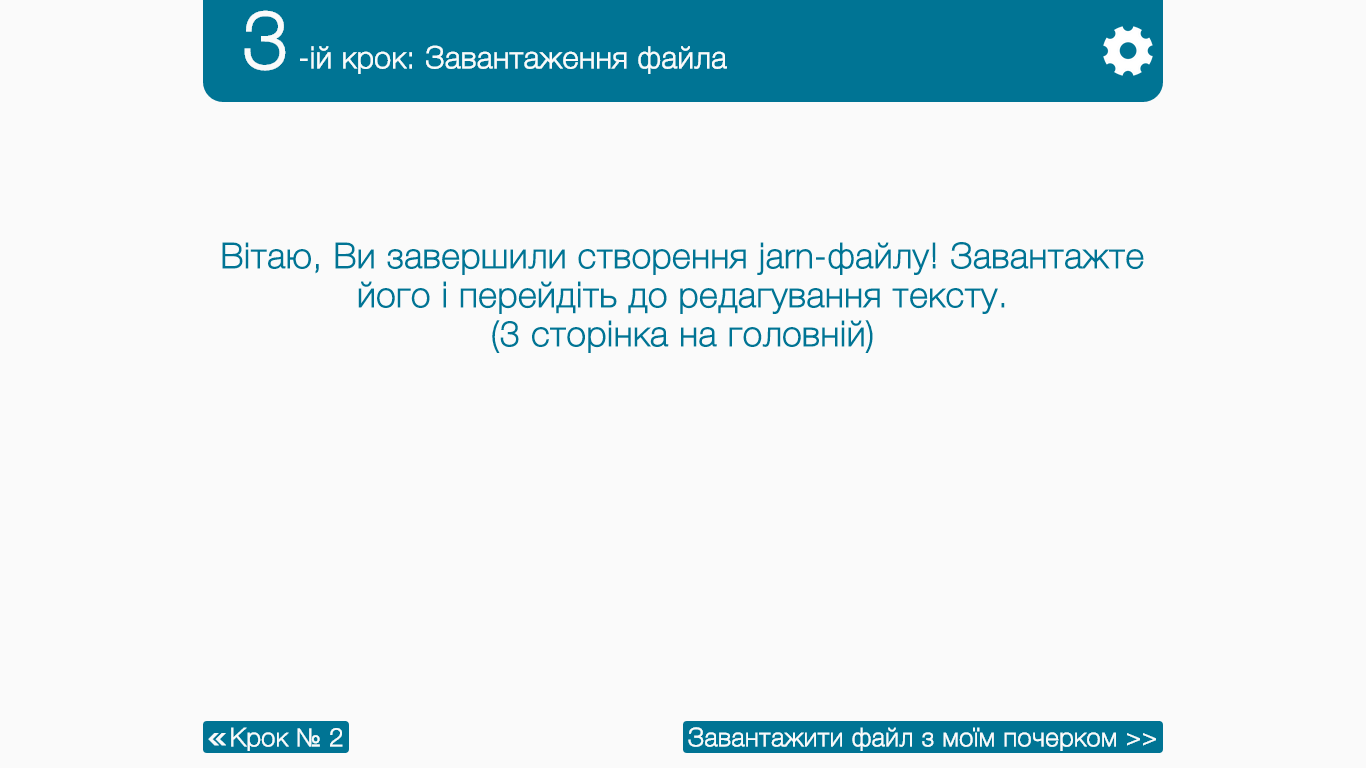 3 -ій крок: Завантаження файла
Вітаю, Ви завершили створення jarn-файлу! Завантажте
його і перейдіть до редагування тексту.
(3 сторінка на головній)
«Крок № 2
Завантажити файл з моїм почерком >>